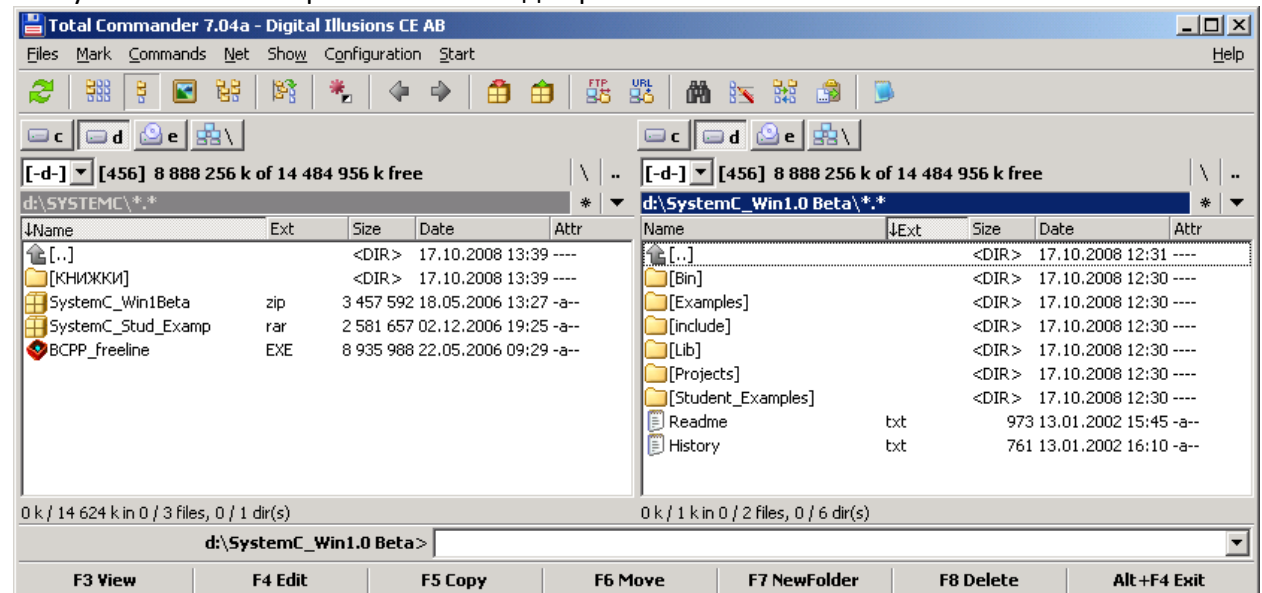 Total Commander 7.04a - Digital Illusions CE AB
Files Mark Commands Net Show Configuration Start Help
FTP URL
c d e \ c d e \
[-d-] [456] 8 888 256 k of 14 484 956 k free \ .. [-d-] [456] 8 888 256 k of 14 484 956 k free \ ..
d:\SYSTEMC\*.* * d:\SystemC_Win1.0 Beta\*.* *
↓Name Ext Size Date Attr Name ↓Ext Size Date Attr
[..] <DIR> 17.10.2008 13:39 ---- [..] <DIR> 17.10.2008 12:31 ----
[КНИЖКИ] <DIR> 17.10.2008 13:39 ---- [Bin] <DIR> 17.10.2008 12:30 ----
SystemC_Win1Beta zip 3 457 592 18.05.2006 13:27 -a-- [Examples] <DIR> 17.10.2008 12:30 ----
SystemC_Stud_Examp rar 2 581 657 02.12.2006 19:25 -a-- [include] <DIR> 17.10.2008 12:30 ----
BCPP_freeline EXE 8 935 988 22.05.2006 09:29 -a-- [Lib] <DIR> 17.10.2008 12:30 ----
[Projects] <DIR> 17.10.2008 12:30 ----
[Student_Examples] <DIR> 17.10.2008 12:30 ----
Readme txt 973 13.01.2002 15:45 -a--
History txt 761 13.01.2002 16:10 -a--
0 k / 14 624 k in 0 / 3 files, 0 / 1 dir(s) 0 k / 1 k in 0 / 2 files, 0 / 6 dir(s)
d:\SystemC_Win1.0 Beta>
F3 View F4 Edit F5 Copy F6 Move F7 NewFolder F8 Delete Alt+F4 Exit